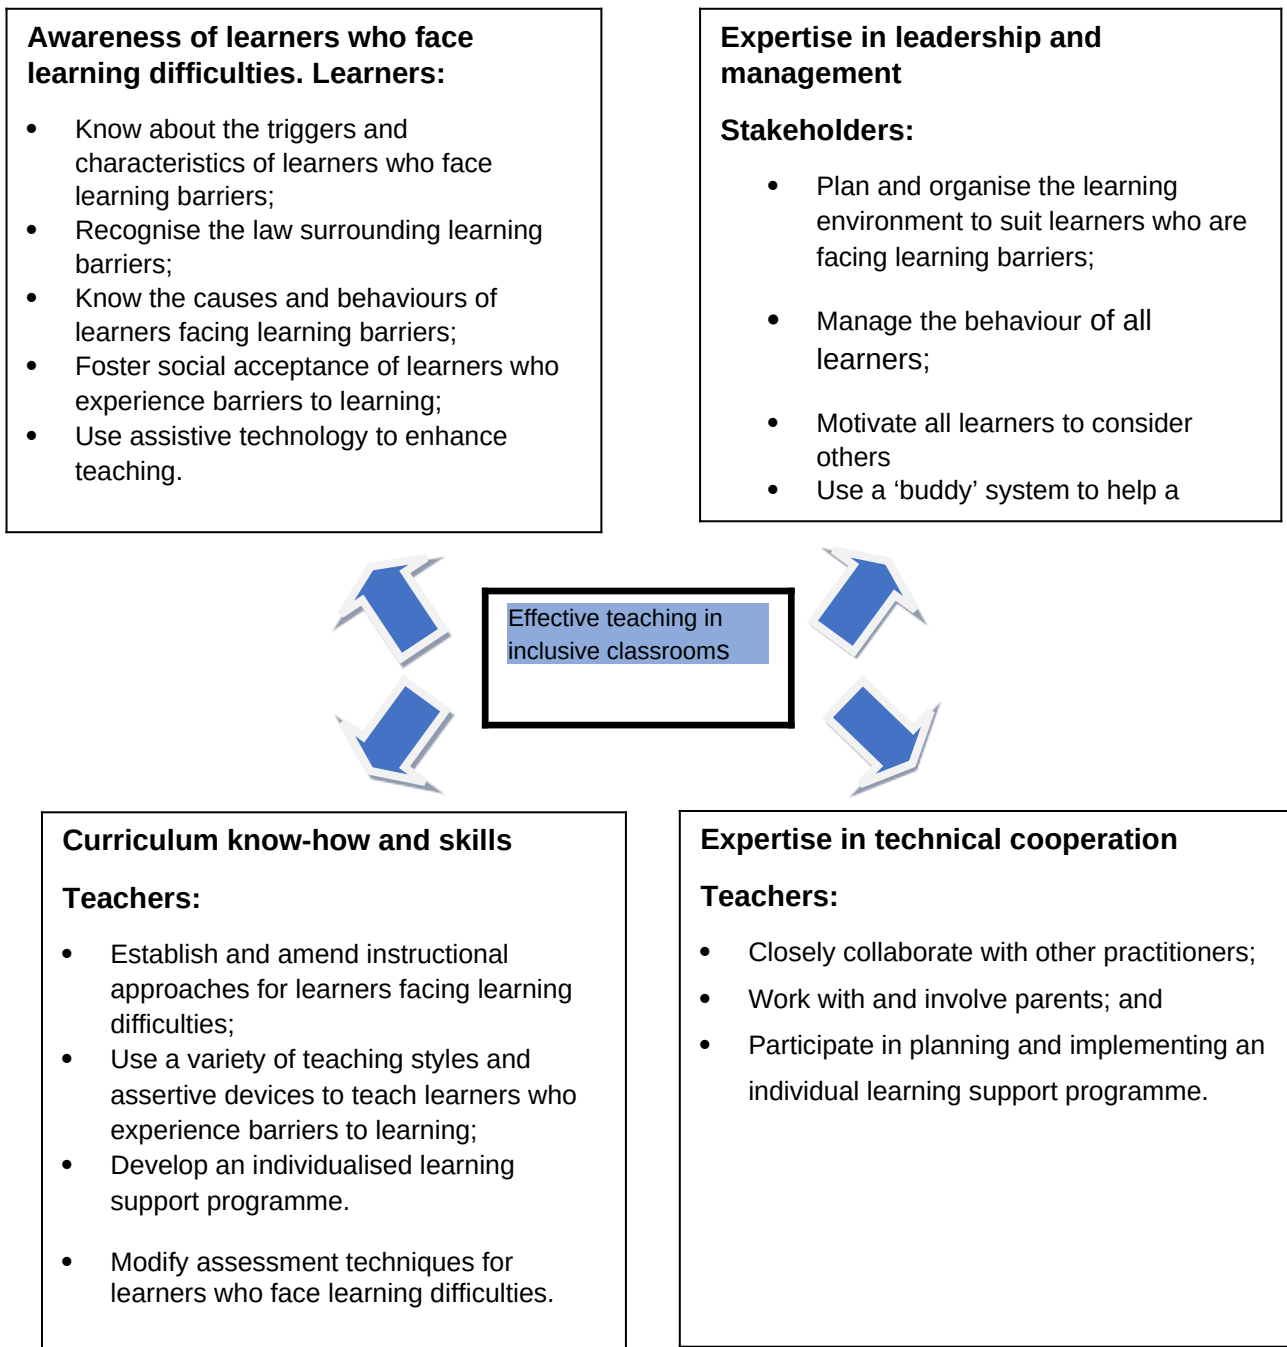 Awareness of learners who face
learning difficulties. Learners:
• Know about the triggers and
characteristics of learners who face
learning barriers;
• Recognise the law surrounding learning
barriers;
• Know the causes and behaviours of
learners facing learning barriers;
• Foster social acceptance of learners who
experience barriers to learning;
• Use assistive technology to enhance
teaching.
Expertise in leadership and
management
Stakeholders:
• Plan and organise the learning
environment to suit learners who are
facing learning barriers;
• Manage the behaviour of all
learners;
• Motivate all learners to consider
others
• Use a ‘buddy’ system to help a
Effective teaching in
inclusive classrooms
Curriculum know-how and skills
Teachers:
• Establish and amend instructional
approaches for learners facing learning
difficulties;
• Use a variety of teaching styles and
assertive devices to teach learners who
experience barriers to learning;
• Develop an individualised learning
support programme.
• Modify assessment techniques for
learners who face learning difficulties.
Expertise in technical cooperation
Teachers:
• Closely collaborate with other practitioners;
• Work with and involve parents; and
• Participate in planning and implementing an
individual learning support programme.